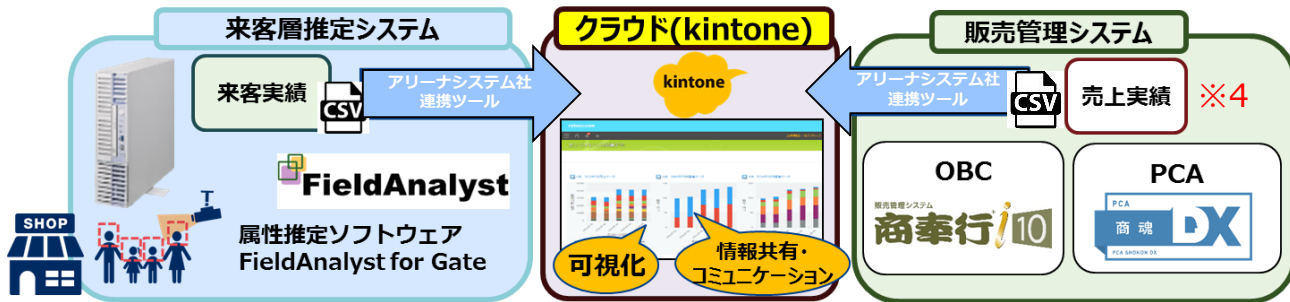 来客層推定システム
来客実績
CSV
アリーナシステム社
連携ツール
FieldAnalyst
SHOP
属性推定ソフトウェア
FieldAnalyst for Gate
クラウド(kintone)
kintone
可視化
情報共有・
コミュニケーション
販売管理システム
アリーナシステム社
連携ツール
CSV
売上実績
※4
OBC
販売管理システム
商奉行i10
PCA
PCA
商魂
DX
PCA SHOKON DX